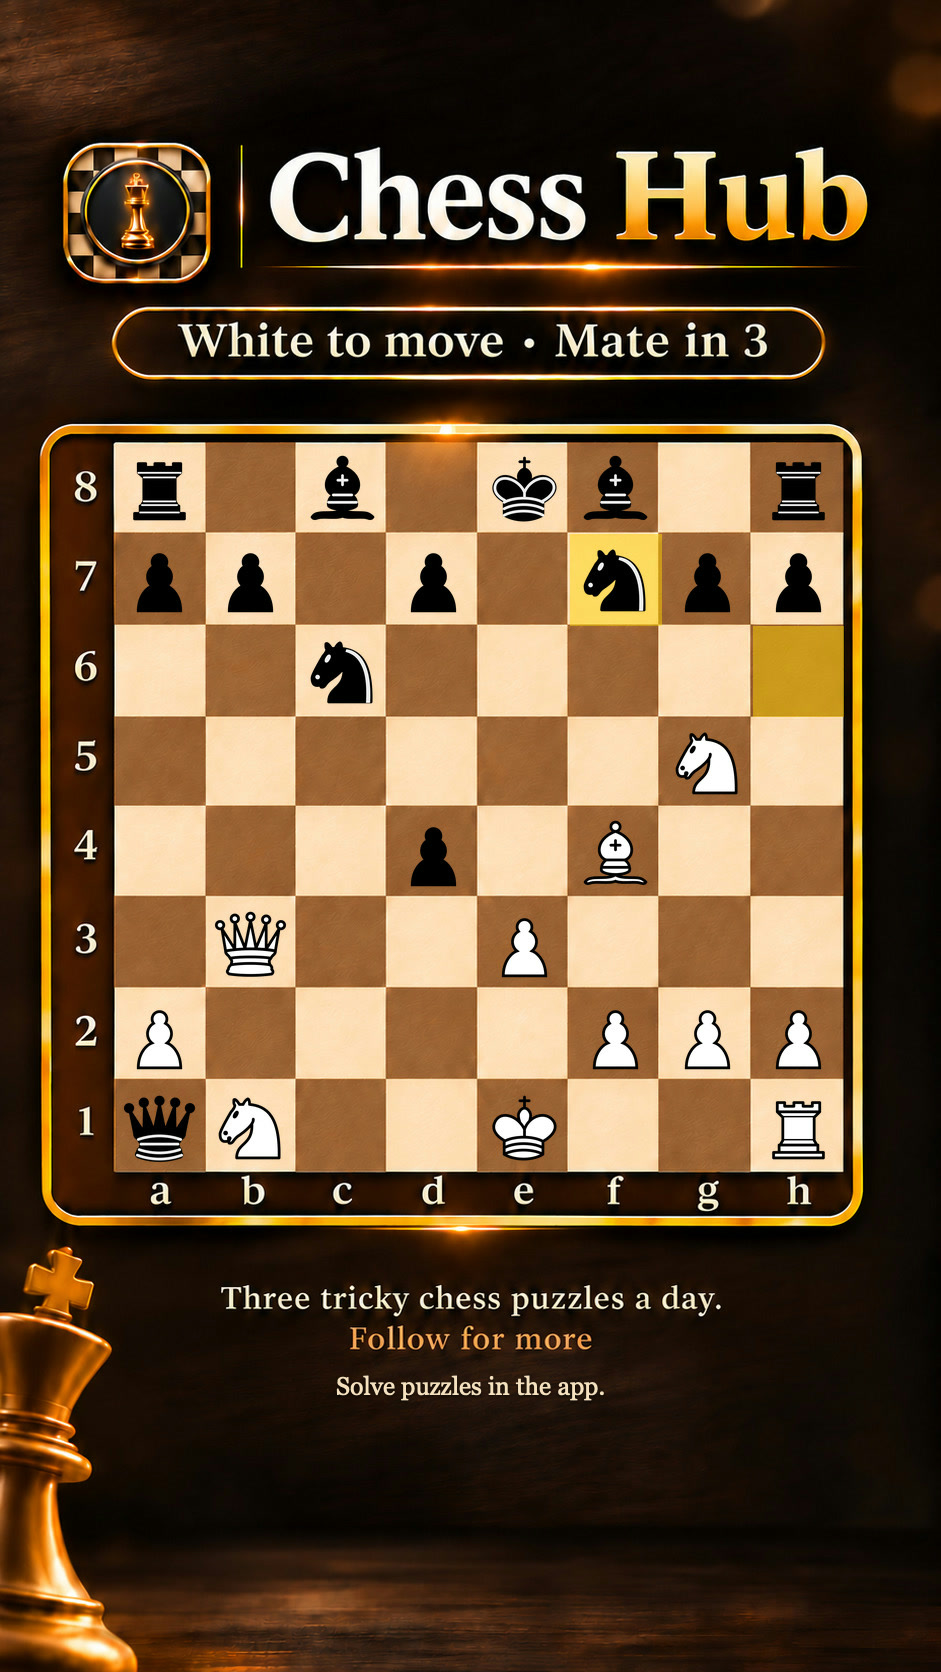 Chess Hub
White to move • Mate in 3
8
7
6
5
4
3
2
1
a b c d e f g h
Three tricky chess puzzles a day.
Follow for more
Solve puzzles in the app.